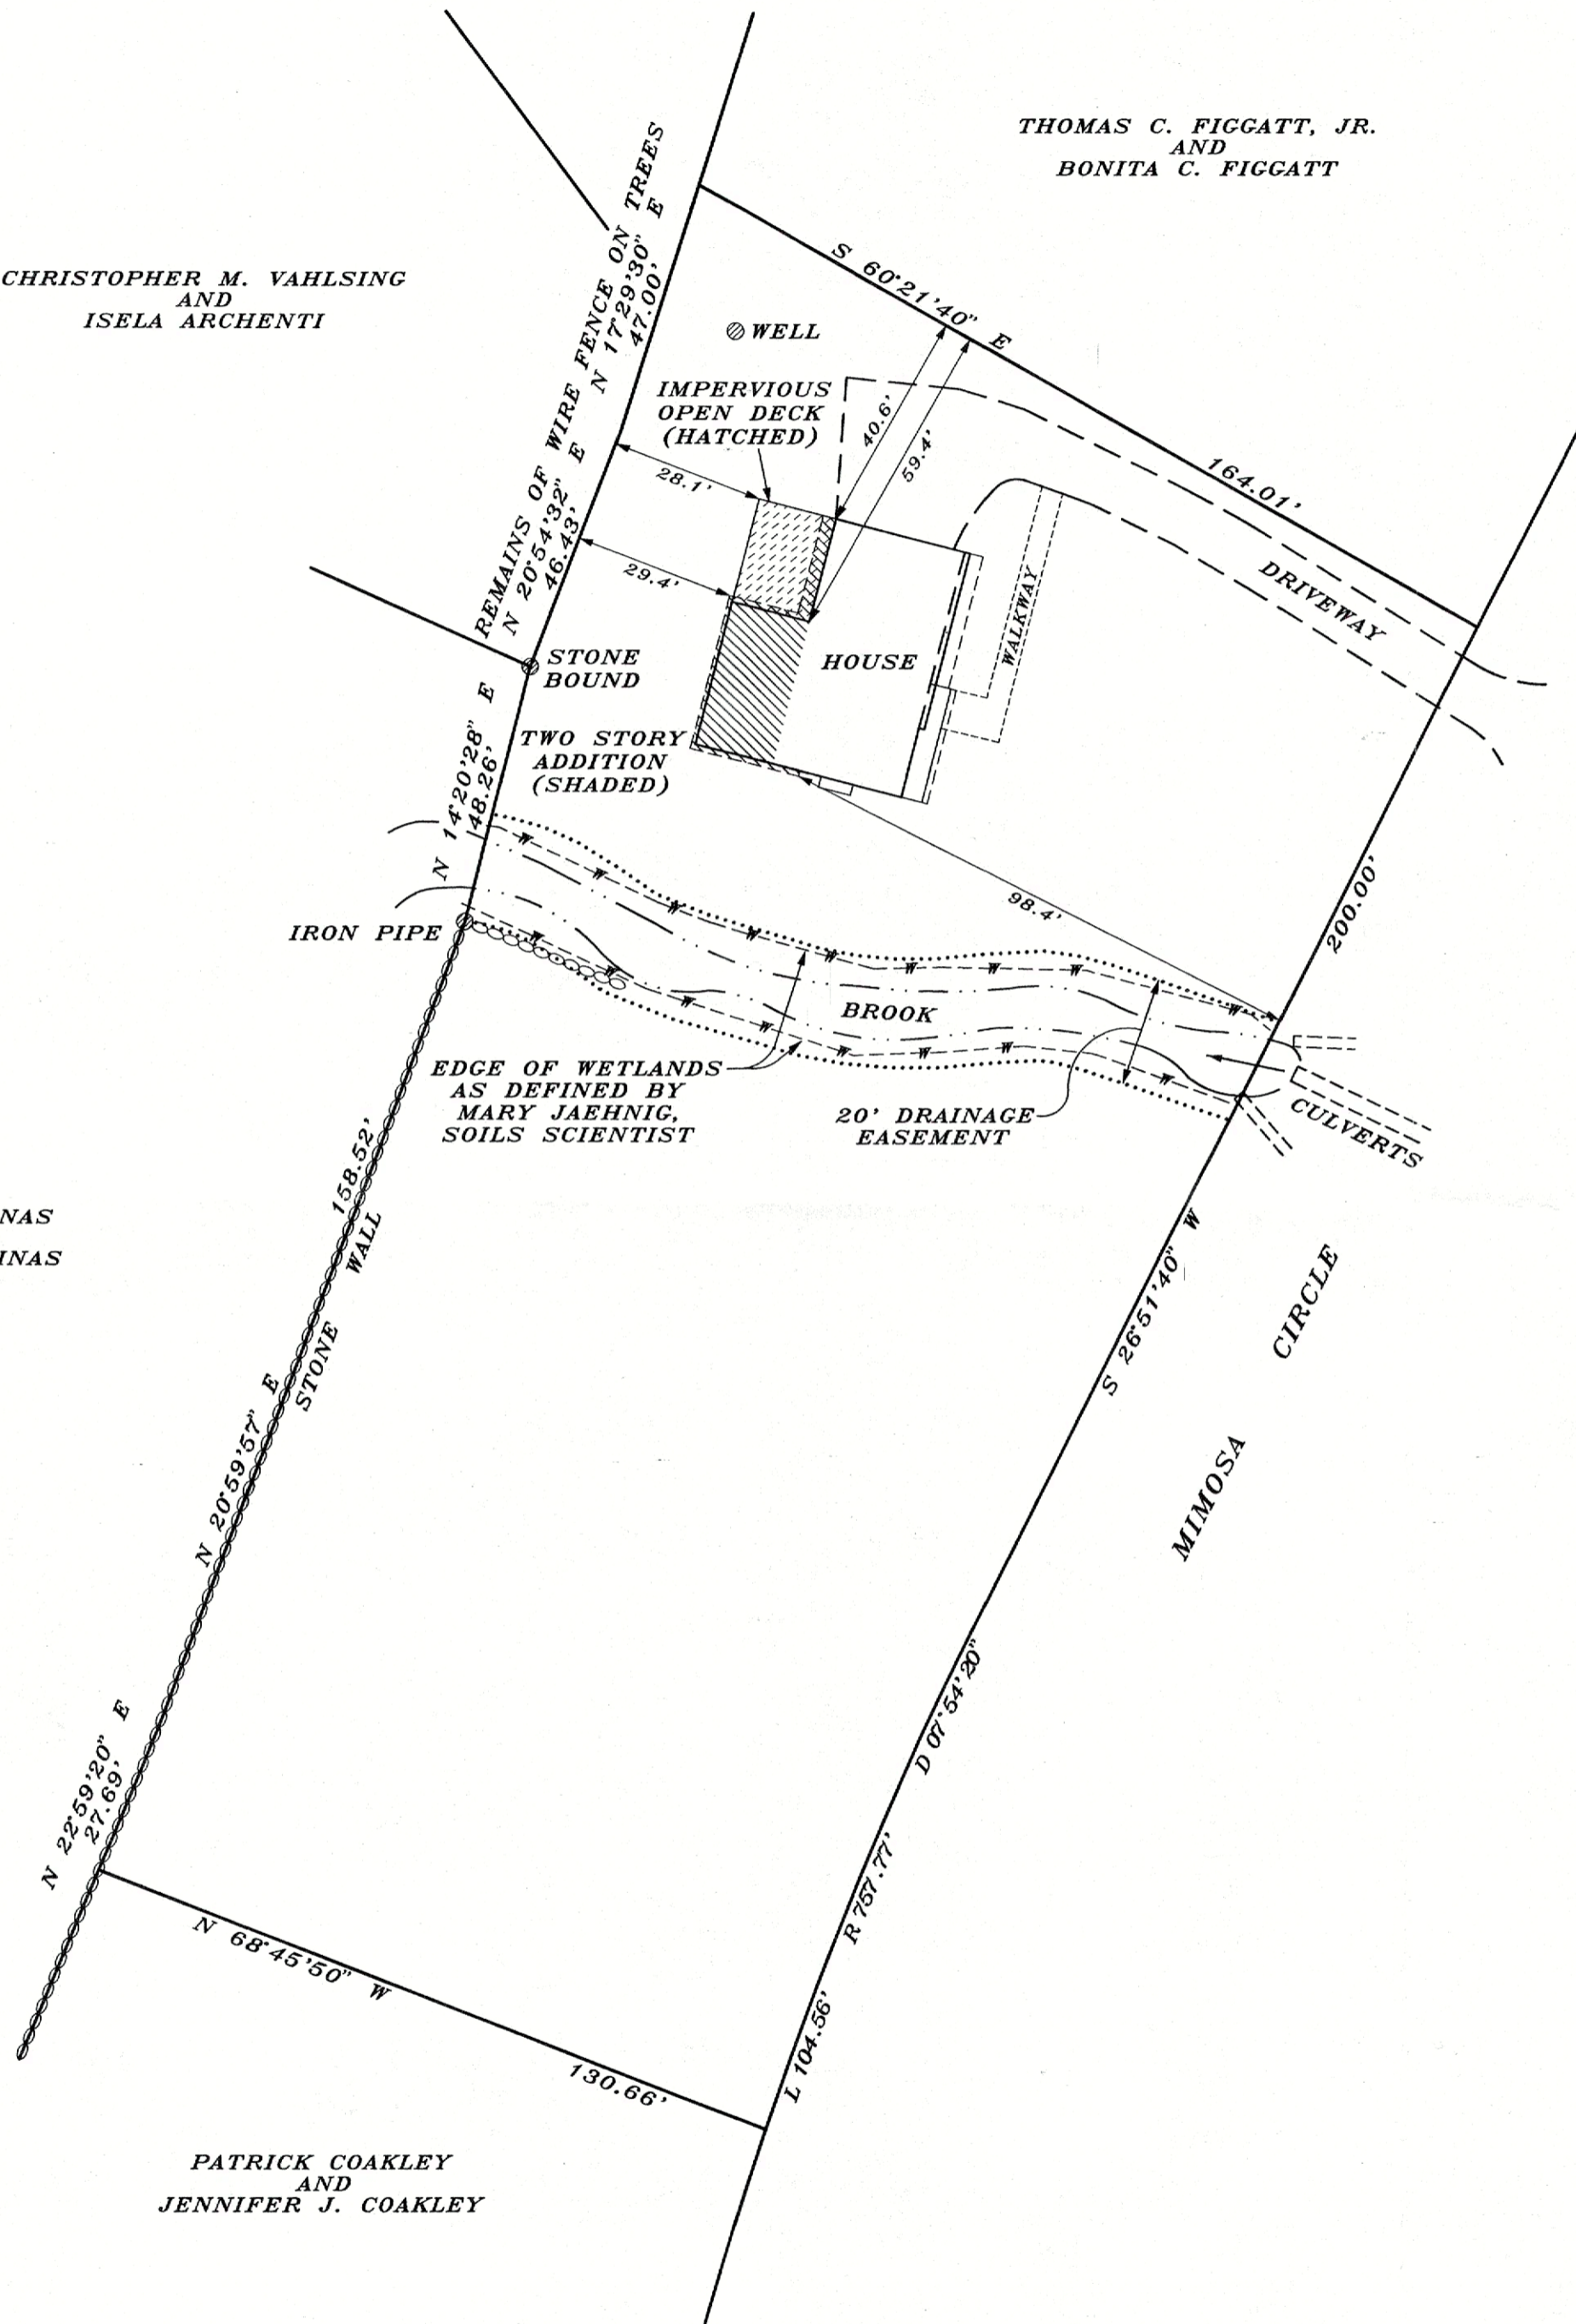 THOMAS C. FIGGATT, JR.
AND
BONITA C. FIGGATT
CHRISTOPHER M. VAHLSING
AND
ISELA ARCHENTI
REMAINS OF WIRE FENCE ON TREES
N 17°29'30" E
47.00'
N 20°54'32" E
46.43'
S 60°21'40" E
164.01'
WELL
IMPERVIOUS
OPEN DECK
(HATCHED)
40.6'
59.4'
28.1'
29.4'
DRIVEWAY
WALKWAY
HOUSE
STONE
BOUND
TWO STORY
ADDITION
(SHADED)
N 14°20'28" E
48.26'
98.4'
200.00'
IRON PIPE
W W W W W W W W W
W W W W W W W W
BROOK
EDGE OF WETLANDS
AS DEFINED BY
MARY JAEHNIG,
SOILS SCIENTIST
20' DRAINAGE
EASEMENT
CULVERTS
158.52'
STONE WALL
N 20°59'57" E
NAS
INAS
S 26°51'40" W
MIMOSA CIRCLE
D 07°54'20"
R 757.77'
L 104.56'
N 22°59'20" E
27.69'
N 68°45'50" W
130.66'
PATRICK COAKLEY
AND
JENNIFER J. COAKLEY